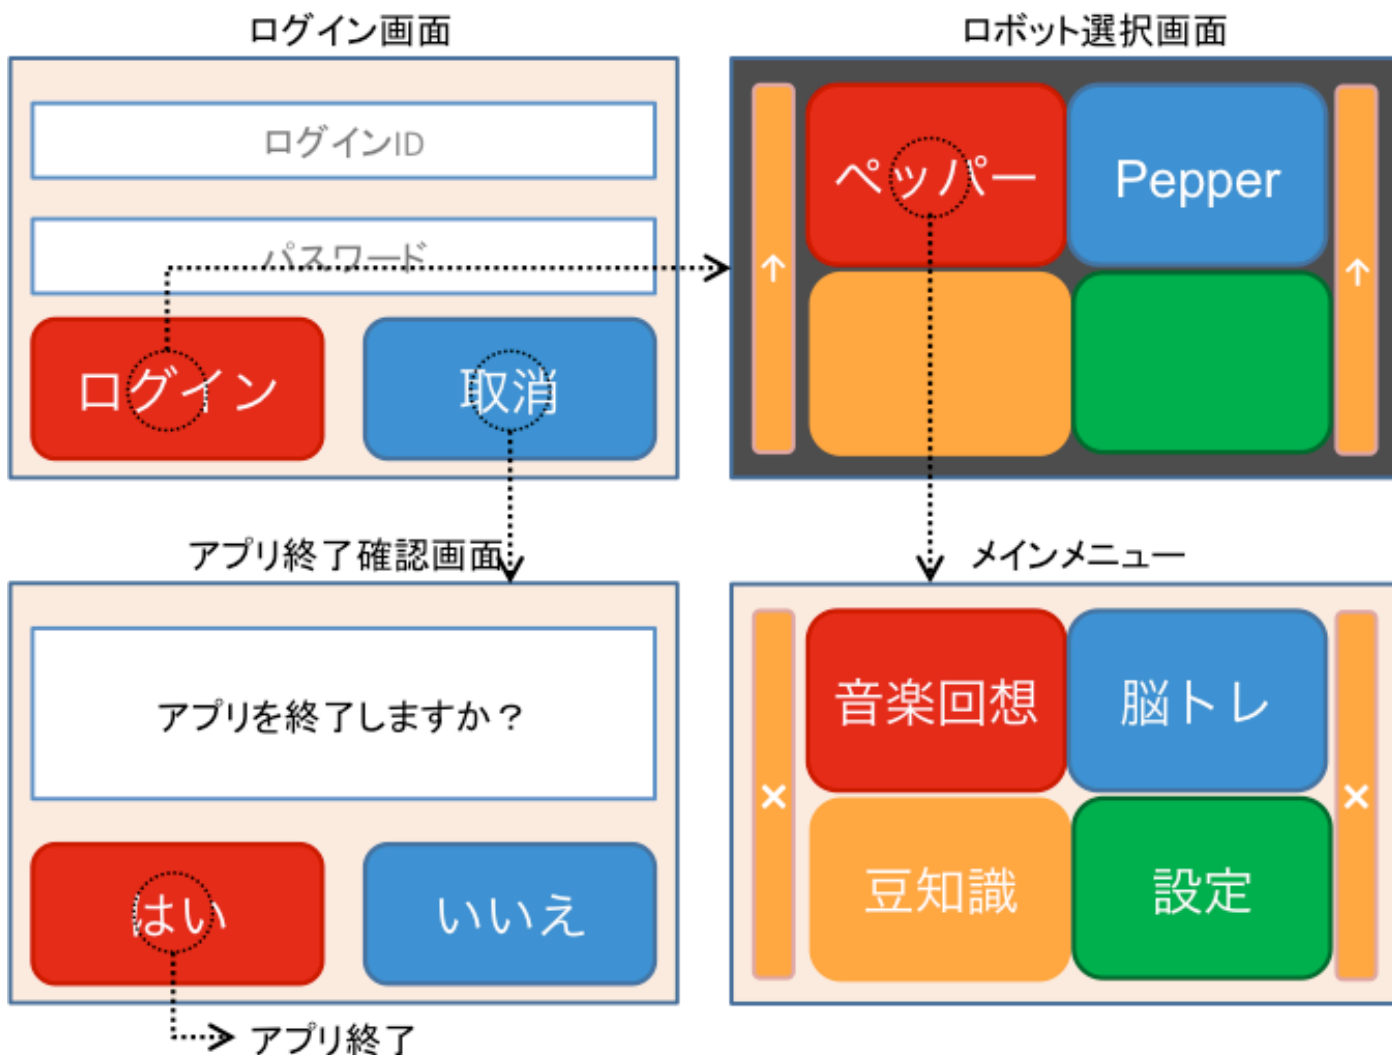 ログイン画面
ログインID
パスワード
ログイン
取消
ロボット選択画面
ペッパー
Pepper
↑
↑
アプリ終了確認画面
アプリを終了しますか？
はい
いいえ
アプリ終了
メインメニュー
音楽回想
脳トレ
×
×
豆知識
設定